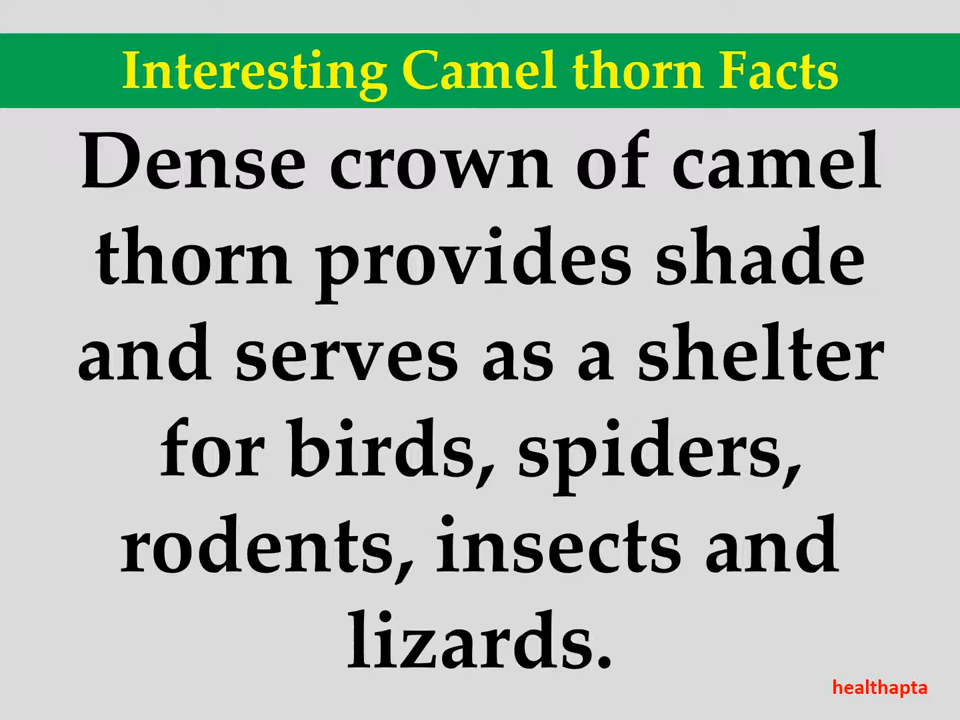 Interesting Camel thorn Facts
Dense crown of camel
thorn provides shade
and serves as a shelter
for birds, spiders,
rodents, insects and
lizards.
healthapta